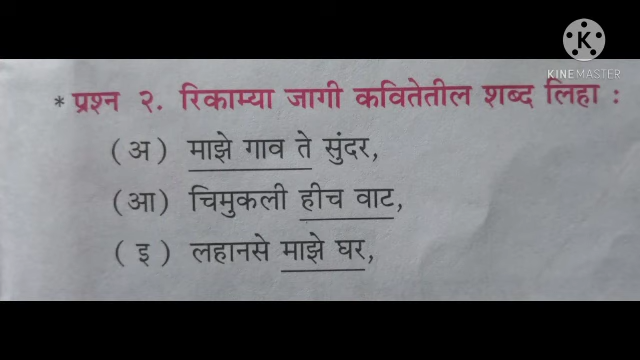 K
KINEMASTER
* प्रश्न २. रिकाम्या जागी कवितेतील शब्द लिहा :
(अ) माझे गाव ते सुंदर,
(आ) चिमुकली हीच वाट,
(इ) लहानसे माझे घर,